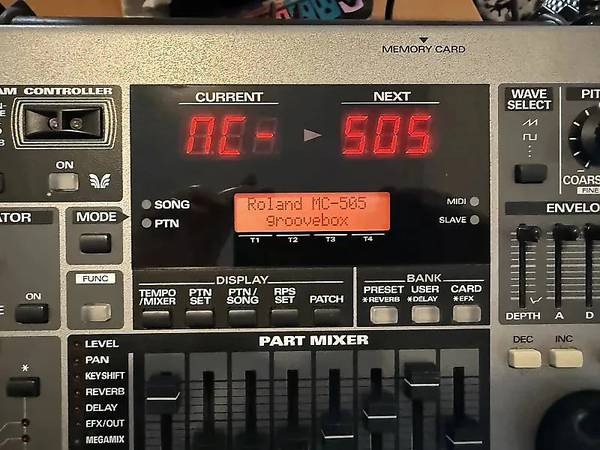 MEMORY CARD
AM CONTROLLER
CURRENT
NEXT
MC-
505
WAVE
SELECT
ON
SONG
PTN
Roland MC-505
groovebox
T1 T2 T3 T4
MIDI
SLAVE
COARS
FINE
MODE
FUNC
ATOR
ON
ENVELO
DEPTH A D
DISPLAY
TEMPO
/MIXER
PTN
SET
PTN/
SONG
RPS
SET
PATCH
BANK
PRESET USER CARD
*REVERB *DELAY *EFX
DEC INC
PART MIXER
LEVEL
PAN
KEYSHIFT
REVERB
DELAY
EFX/OUT
MEGAMIX
*